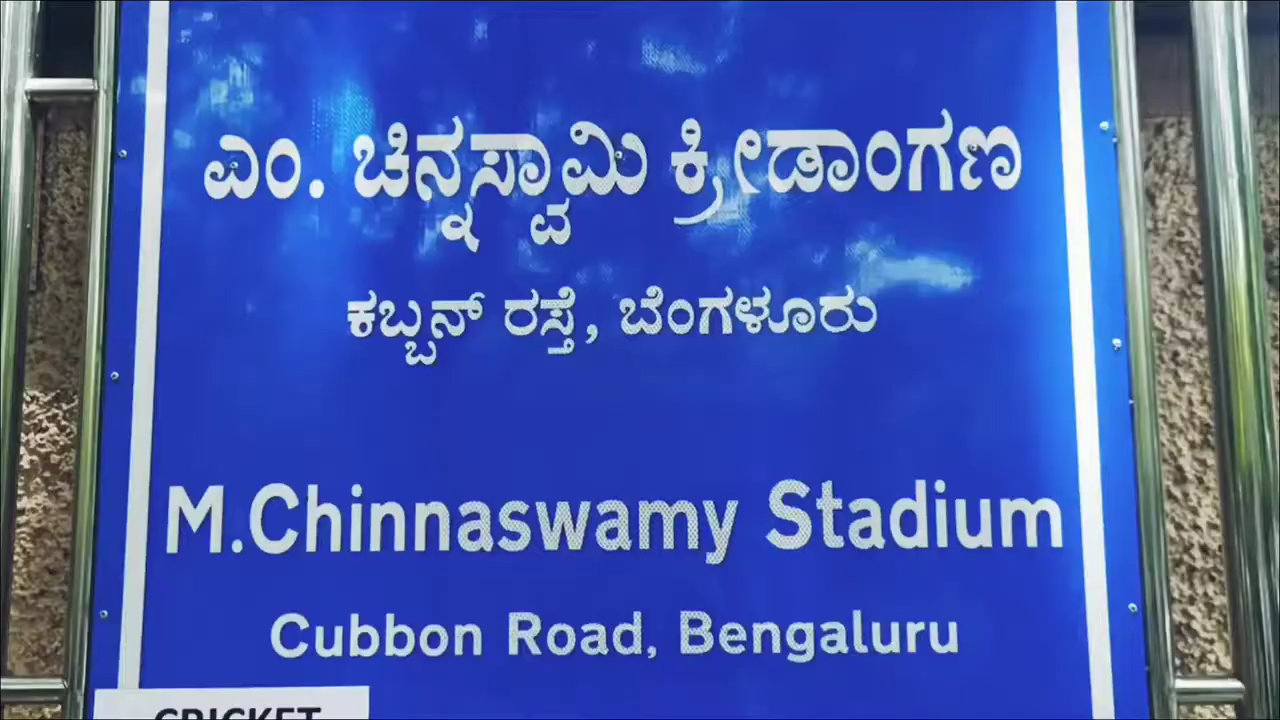 ಎಂ. ಚಿನ್ನಸ್ವಾಮಿ ಕ್ರೀಡಾಂಗಣ
ಕಬ್ಬನ್ ರಸ್ತೆ, ಬೆಂಗಳೂರು
M.Chinnaswamy Stadium
Cubbon Road, Bengaluru
CRICKET